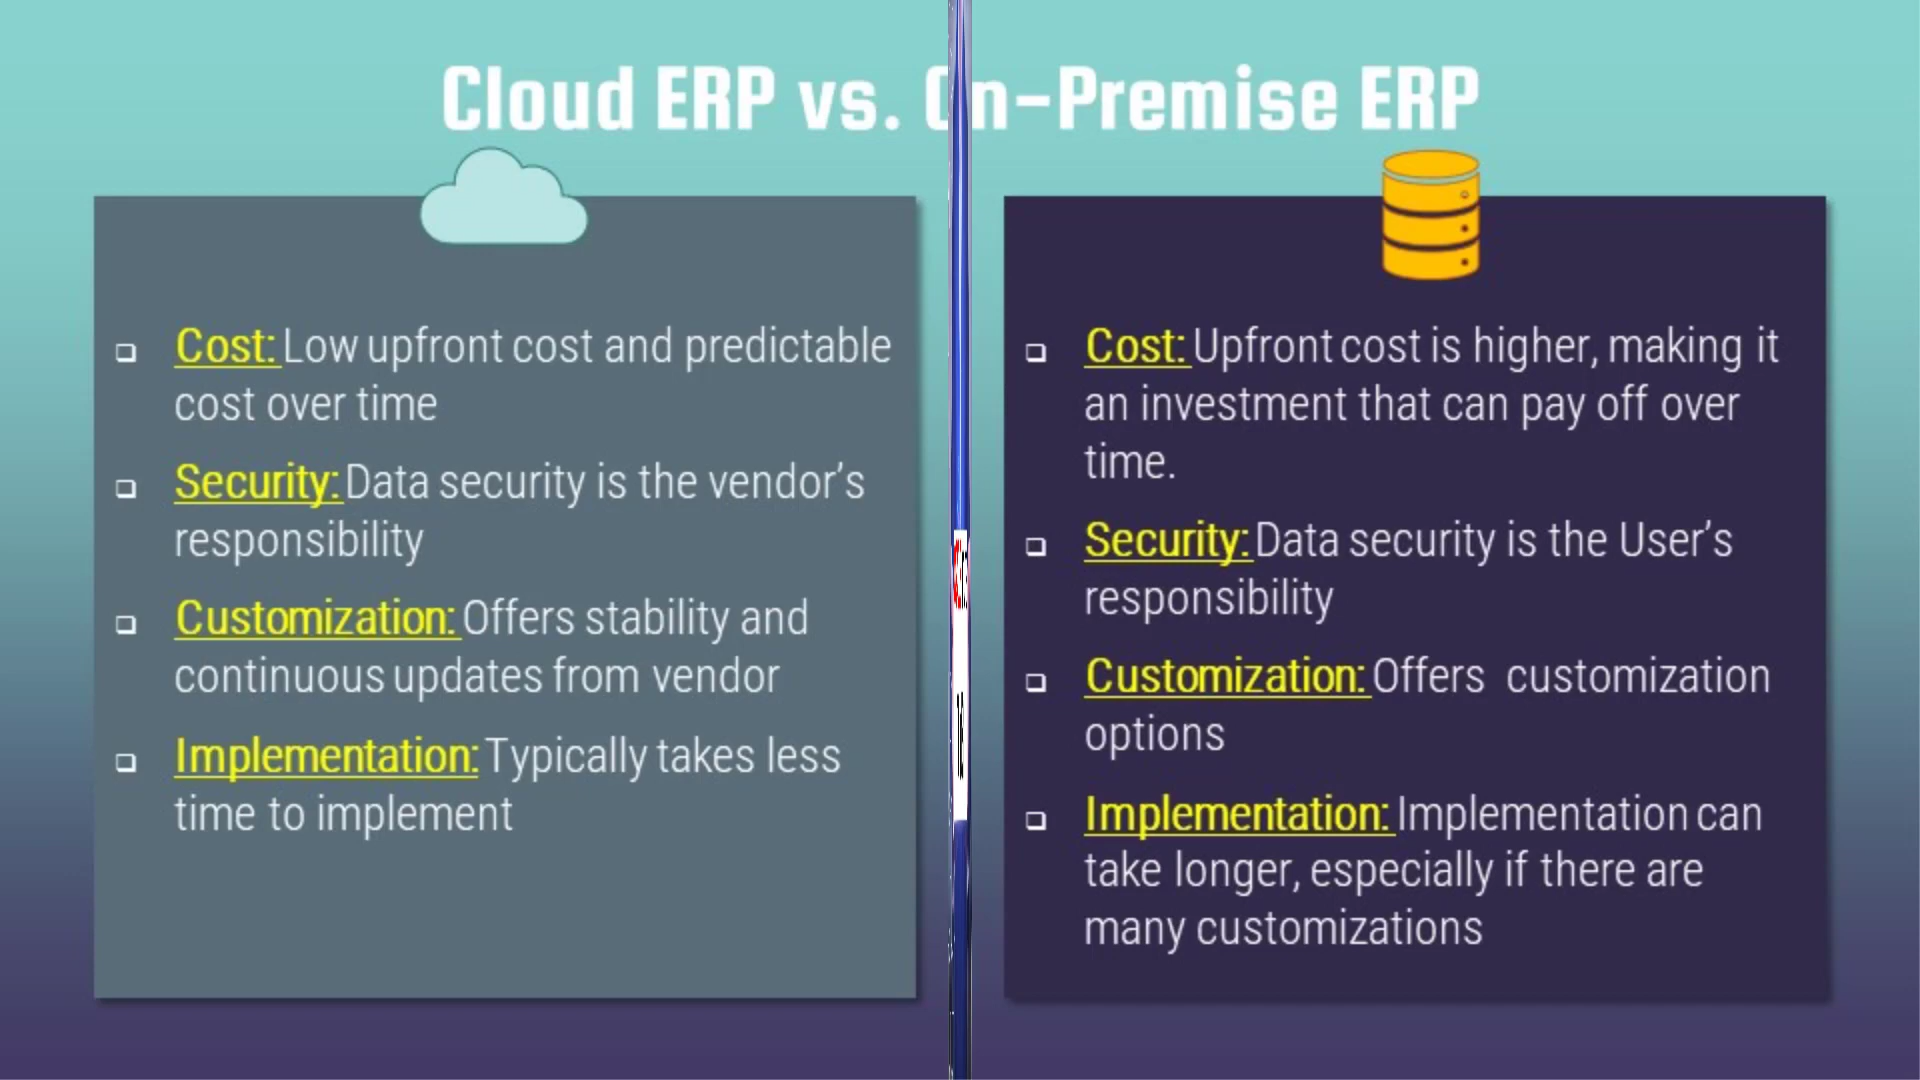 Cloud ERP vs. On-Premise ERP
Cost: Low upfront cost and predictable
cost over time
Security: Data security is the vendor's
responsibility
Customization: Offers stability and
continuous updates from vendor
Implementation: Typically takes less
time to implement
Cost: Upfront cost is higher, making it
an investment that can pay off over
time.
Security: Data security is the User's
responsibility
Customization: Offers customization
options
Implementation: Implementation can
take longer, especially if there are
many customizations